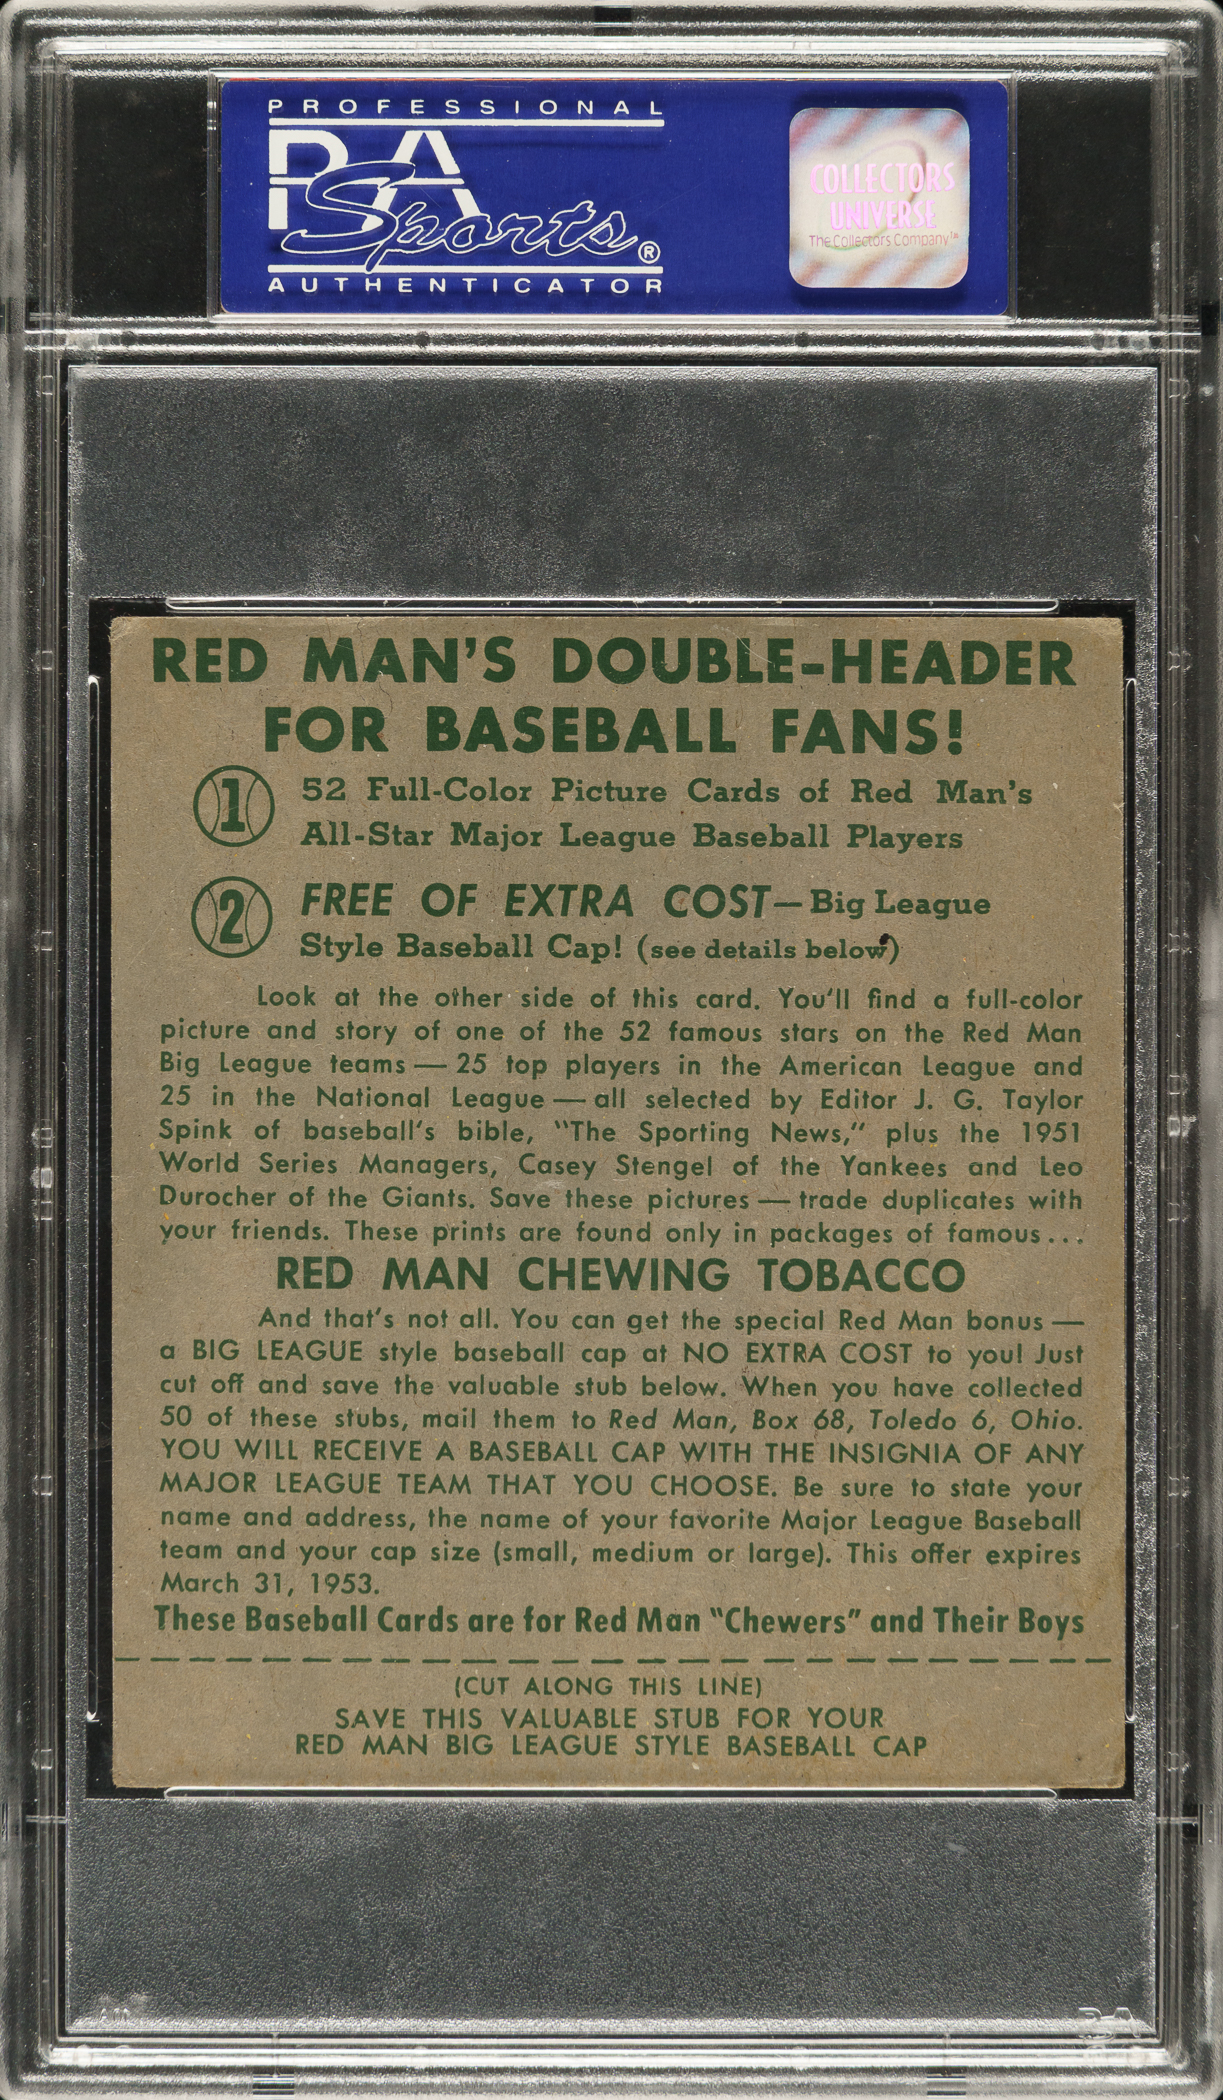 PROFESSIONAL
PSA
Sports®
AUTHENTICATOR
COLLECTORS
UNIVERSE
The Collectors Company™
RED MAN'S DOUBLE-HEADER
FOR BASEBALL FANS!
1 52 Full-Color Picture Cards of Red Man's
All-Star Major League Baseball Players
2 FREE OF EXTRA COST—Big League
Style Baseball Cap! (see details below)
Look at the other side of this card. You'll find a full-color
picture and story of one of the 52 famous stars on the Red Man
Big League teams — 25 top players in the American League and
25 in the National League — all selected by Editor J. G. Taylor
Spink of baseball's bible, "The Sporting News," plus the 1951
World Series Managers, Casey Stengel of the Yankees and Leo
Durocher of the Giants. Save these pictures — trade duplicates with
your friends. These prints are found only in packages of famous...
RED MAN CHEWING TOBACCO
And that's not all. You can get the special Red Man bonus —
a BIG LEAGUE style baseball cap at NO EXTRA COST to you! Just
cut off and save the valuable stub below. When you have collected
50 of these stubs, mail them to Red Man, Box 68, Toledo 6, Ohio.
YOU WILL RECEIVE A BASEBALL CAP WITH THE INSIGNIA OF ANY
MAJOR LEAGUE TEAM THAT YOU CHOOSE. Be sure to state your
name and address, the name of your favorite Major League Baseball
team and your cap size (small, medium or large). This offer expires
March 31, 1953.
These Baseball Cards are for Red Man "Chewers" and Their Boys
(CUT ALONG THIS LINE)
SAVE THIS VALUABLE STUB FOR YOUR
RED MAN BIG LEAGUE STYLE BASEBALL CAP